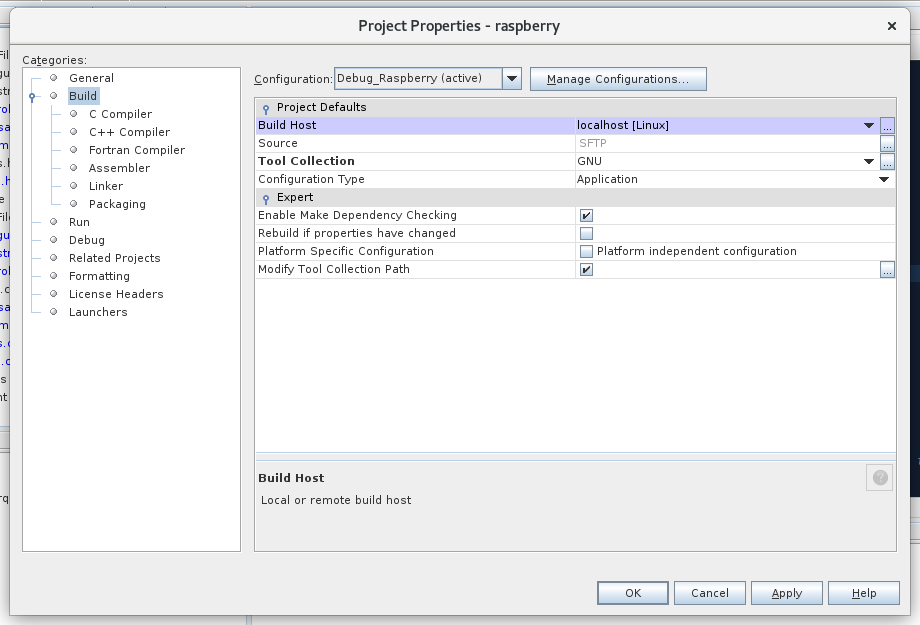 Project Properties - raspberry
Categories:
General
Build
C Compiler
C++ Compiler
Fortran Compiler
Assembler
Linker
Packaging
Run
Debug
Related Projects
Formatting
License Headers
Launchers
Configuration: Debug_Raspberry (active) Manage Configurations...
Project Defaults
Build Host localhost [Linux] ...
Source SFTP ...
Tool Collection GNU ...
Configuration Type Application
Expert
Enable Make Dependency Checking
Rebuild if properties have changed
Platform Specific Configuration Platform independent configuration
Modify Tool Collection Path ...
Build Host ?
Local or remote build host
OK Cancel Apply Help